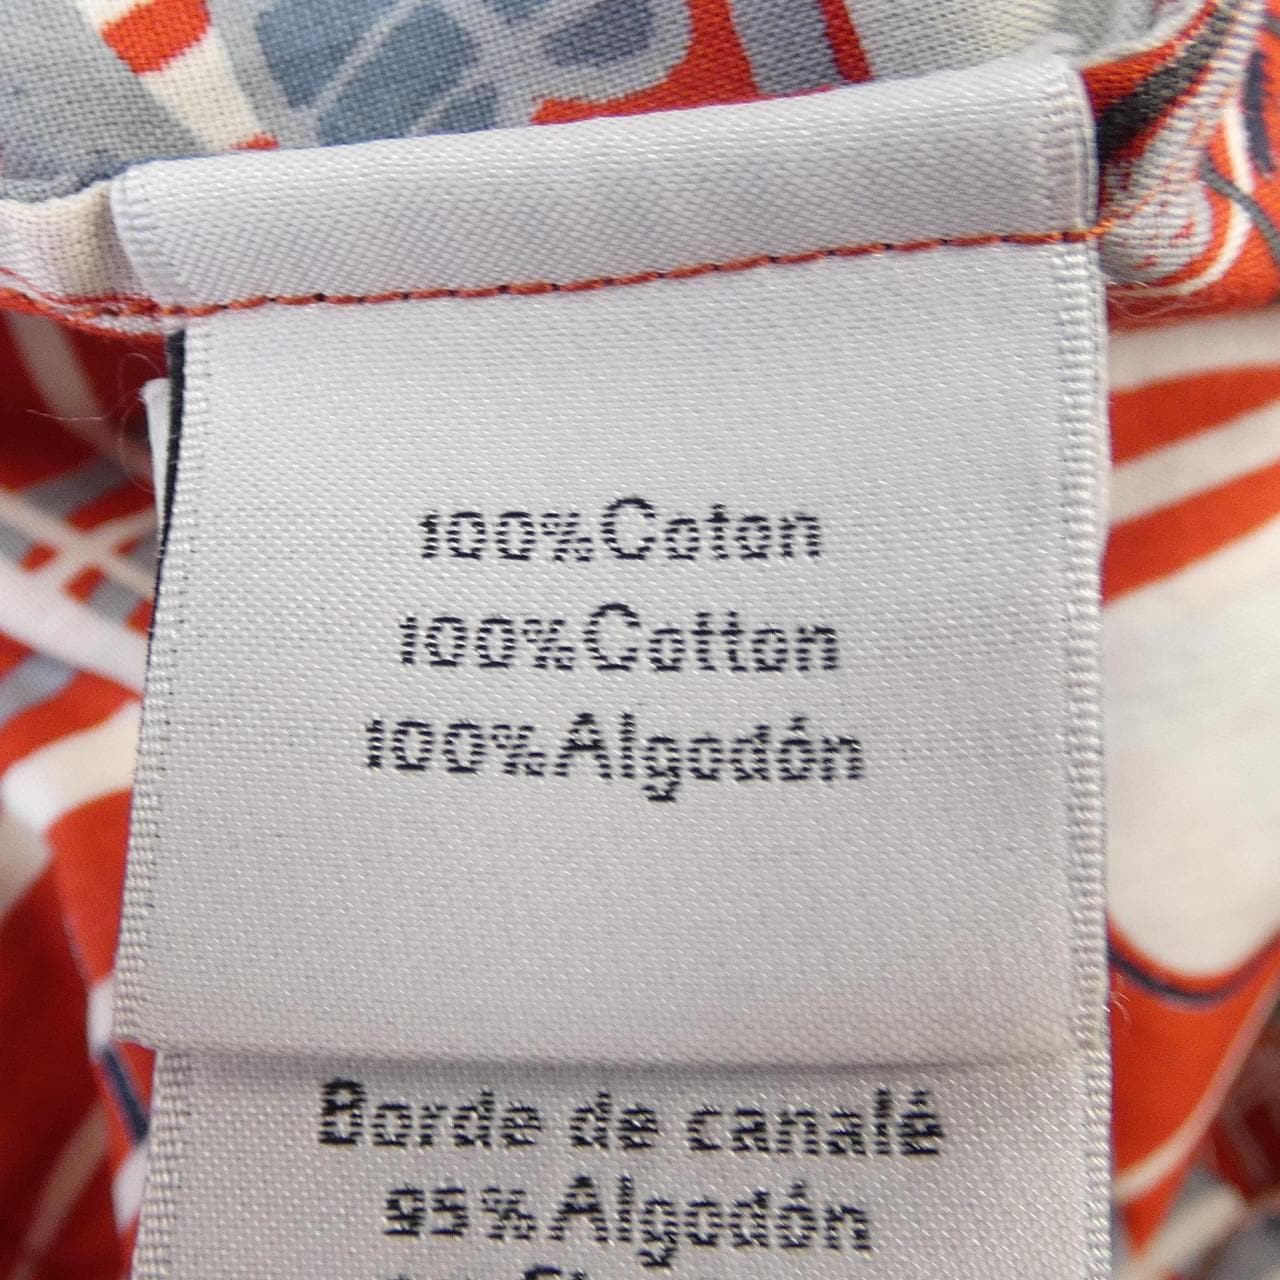 100%Coton
100%Cotton
100%Algodón
Borde de canalé
95%Algodón